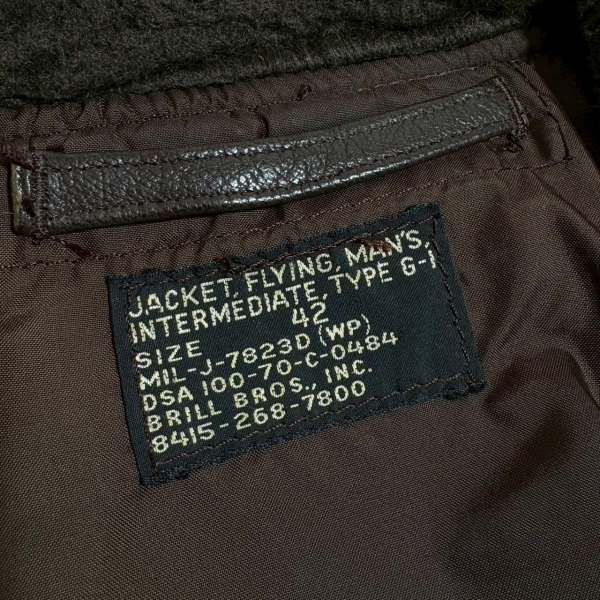 JACKET, FLYING, MAN'S,
INTERMEDIATE, TYPE G-1
SIZE 42
MIL-J-7823D (WP)
DSA 100-70-C-0484
BRILL BROS., INC.
8415-268-7800